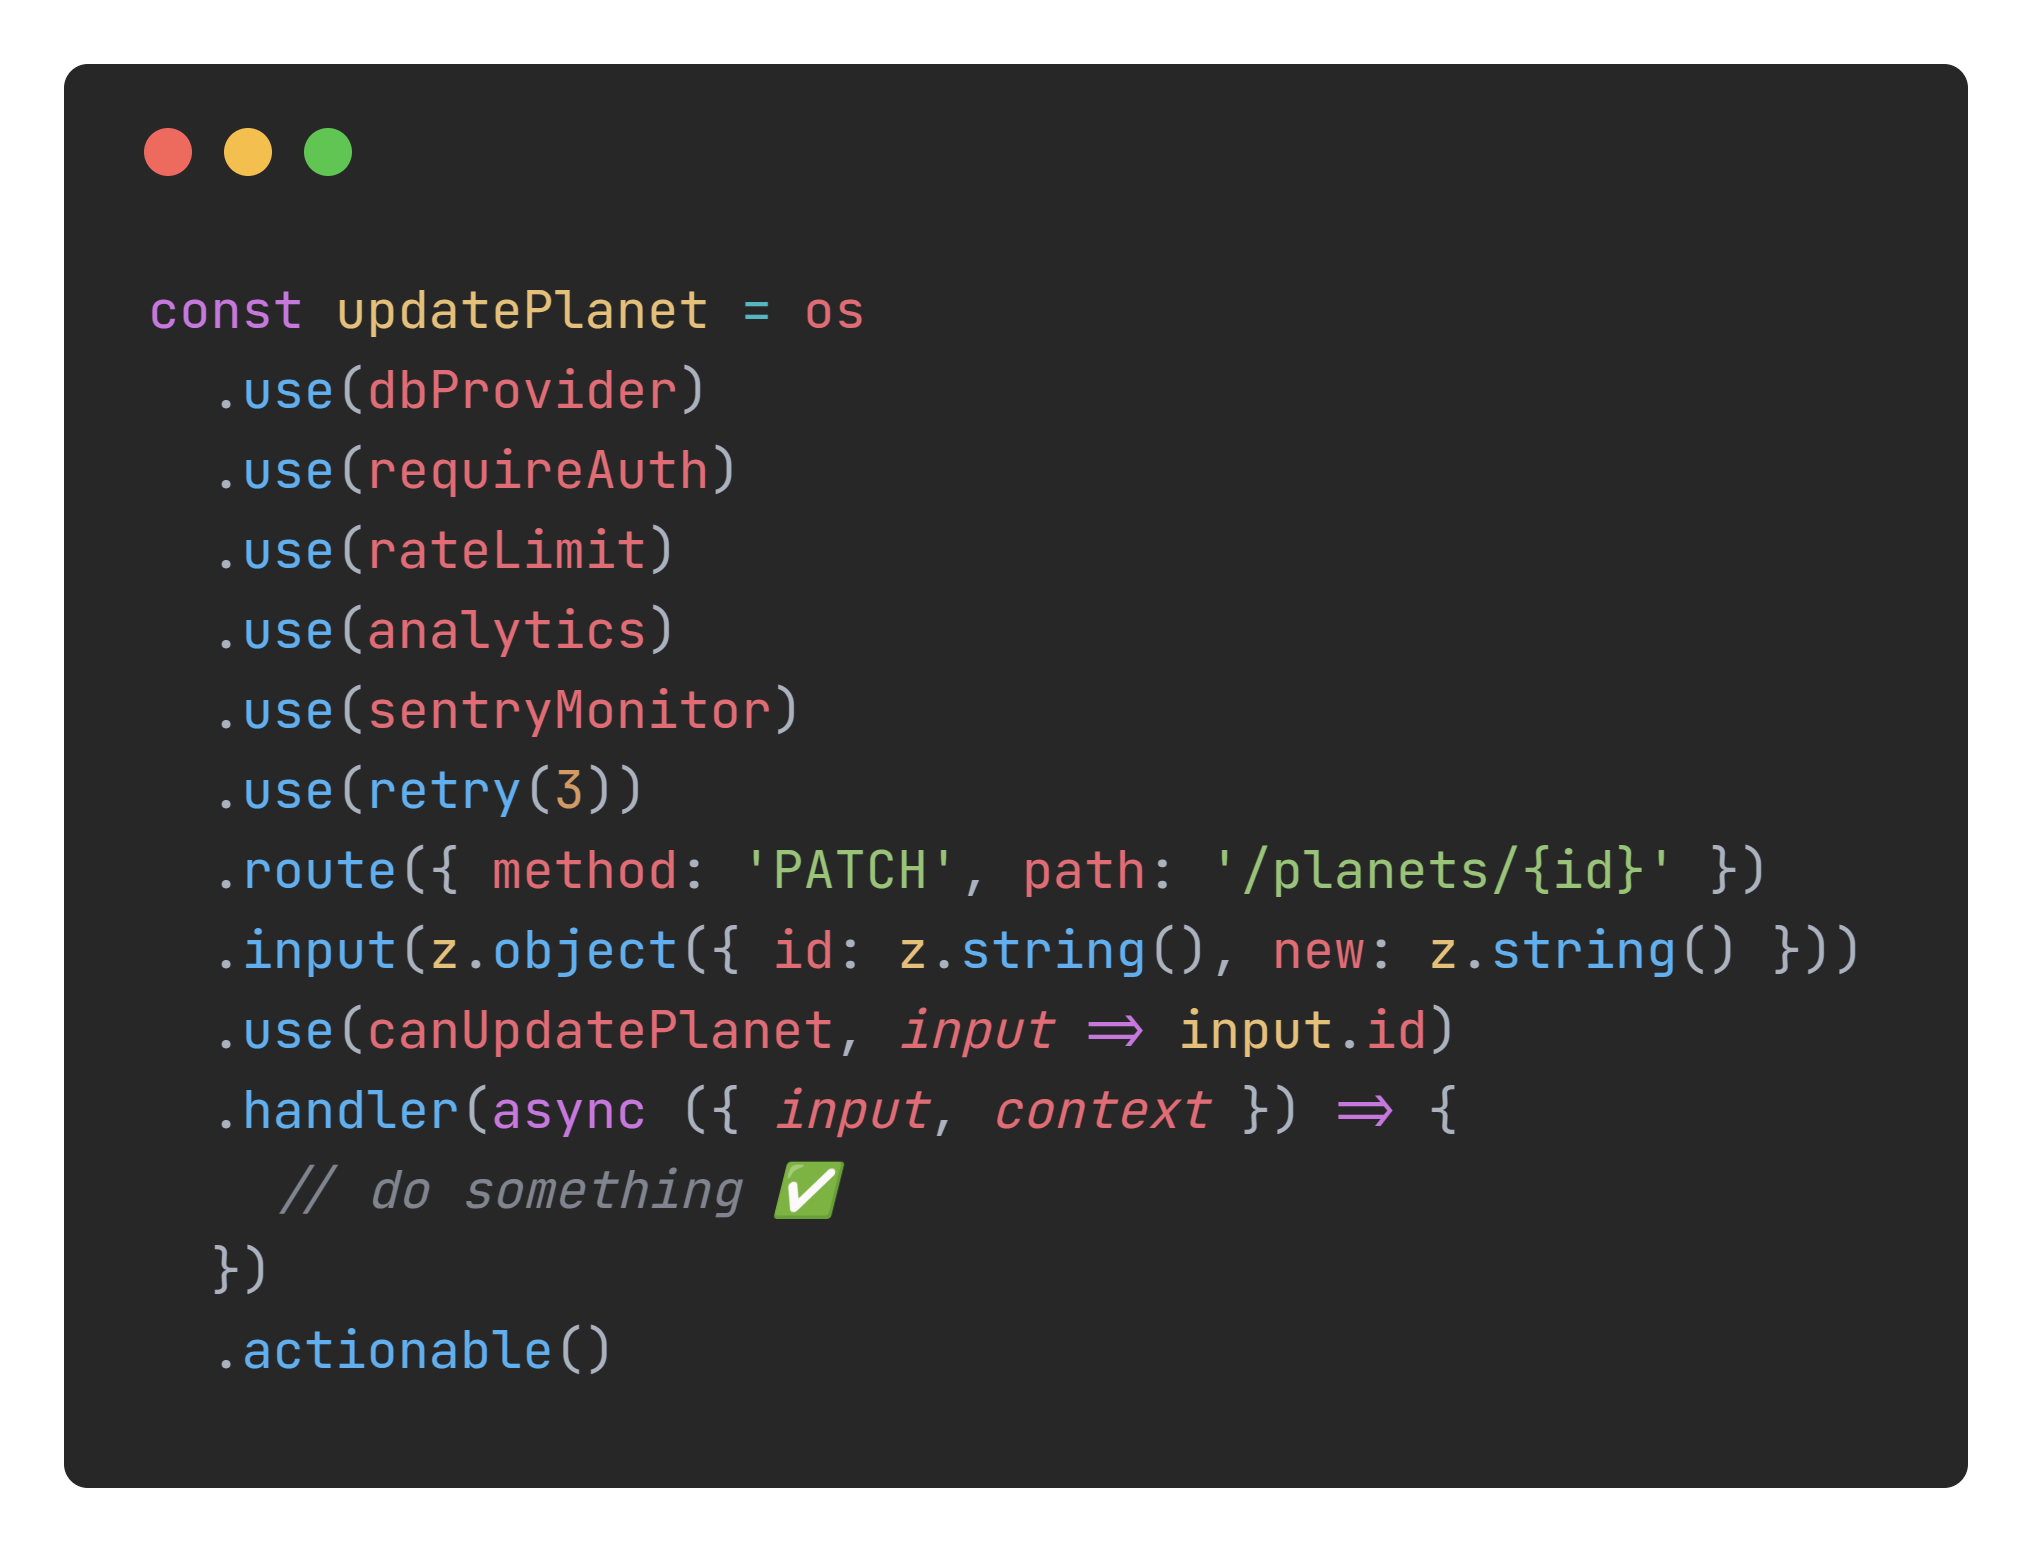 const updatePlanet = os
  .use(dbProvider)
  .use(requireAuth)
  .use(rateLimit)
  .use(analytics)
  .use(sentryMonitor)
  .use(retry(3))
  .route({ method: 'PATCH', path: '/planets/{id}' })
  .input(z.object({ id: z.string(), new: z.string() }))
  .use(canUpdatePlanet, input => input.id)
  .handler(async ({ input, context }) => {
    // do something ✅
  })
  .actionable()